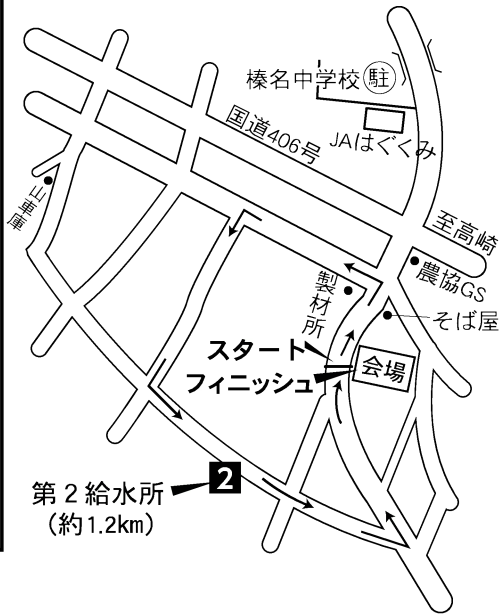 榛名中学校 駐
国道406号
JAはぐくみ
山車庫
至高崎
農協GS
製材所
そば屋
スタート
フィニッシュ
会場
2
第2給水所
（約1.2km）